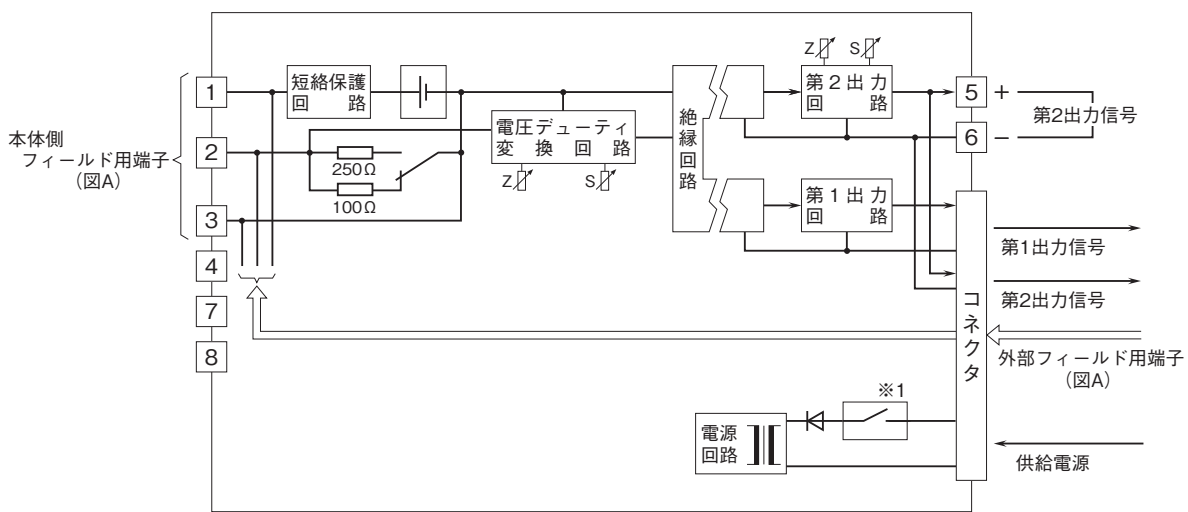 Z
S
1
短絡保護
回路
第2出力
回路
5
+
第2出力信号
6
−
本体側
フィールド用端子
(図A)
2
250Ω
100Ω
電圧デューティ
変換回路
Z
S
絶縁回路
3
第1出力
回路
4
第1出力信号
第2出力信号
7
8
コネクタ
外部フィールド用端子
(図A)
※1
電源
回路
供給電源